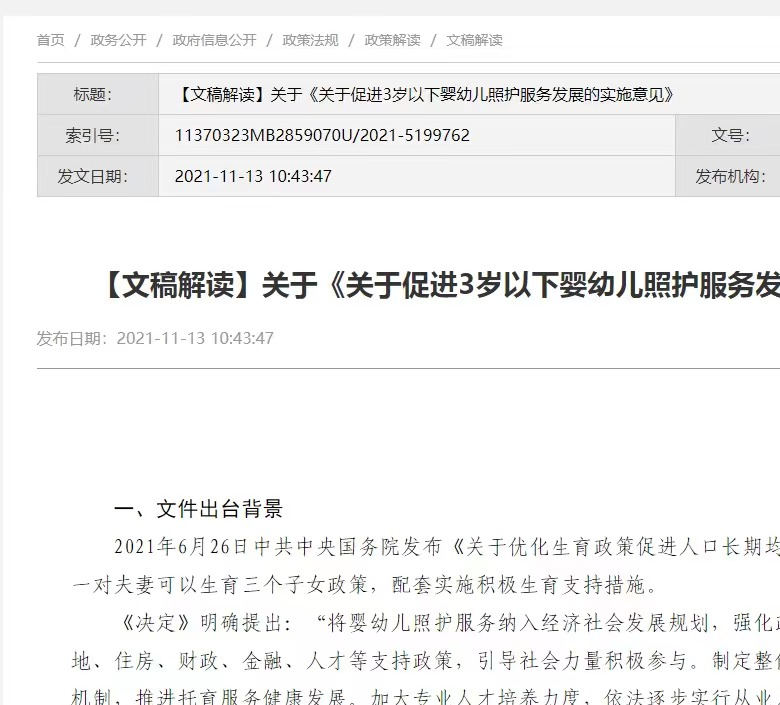 首页 / 政务公开 / 政府信息公开 / 政策法规 / 政策解读 / 文稿解读
标题： 【文稿解读】关于《关于促进3岁以下婴幼儿照护服务发展的实施意见》
索引号： 11370323MB2859070U/2021-5199762 文号：
发文日期： 2021-11-13 10:43:47 发布机构：
【文稿解读】关于《关于促进3岁以下婴幼儿照护服务发
发布日期：2021-11-13 10:43:47
一、文件出台背景
2021年6月26日中共中央国务院发布《关于优化生育政策促进人口长期均
一对夫妻可以生育三个子女政策，配套实施积极生育支持措施。
《决定》明确提出：“将婴幼儿照护服务纳入经济社会发展规划，强化政
地、住房、财政、金融、人才等支持政策，引导社会力量积极参与。制定整体
机制，推进托育服务健康发展。加大专业人才培养力度，依法逐步实行从业人